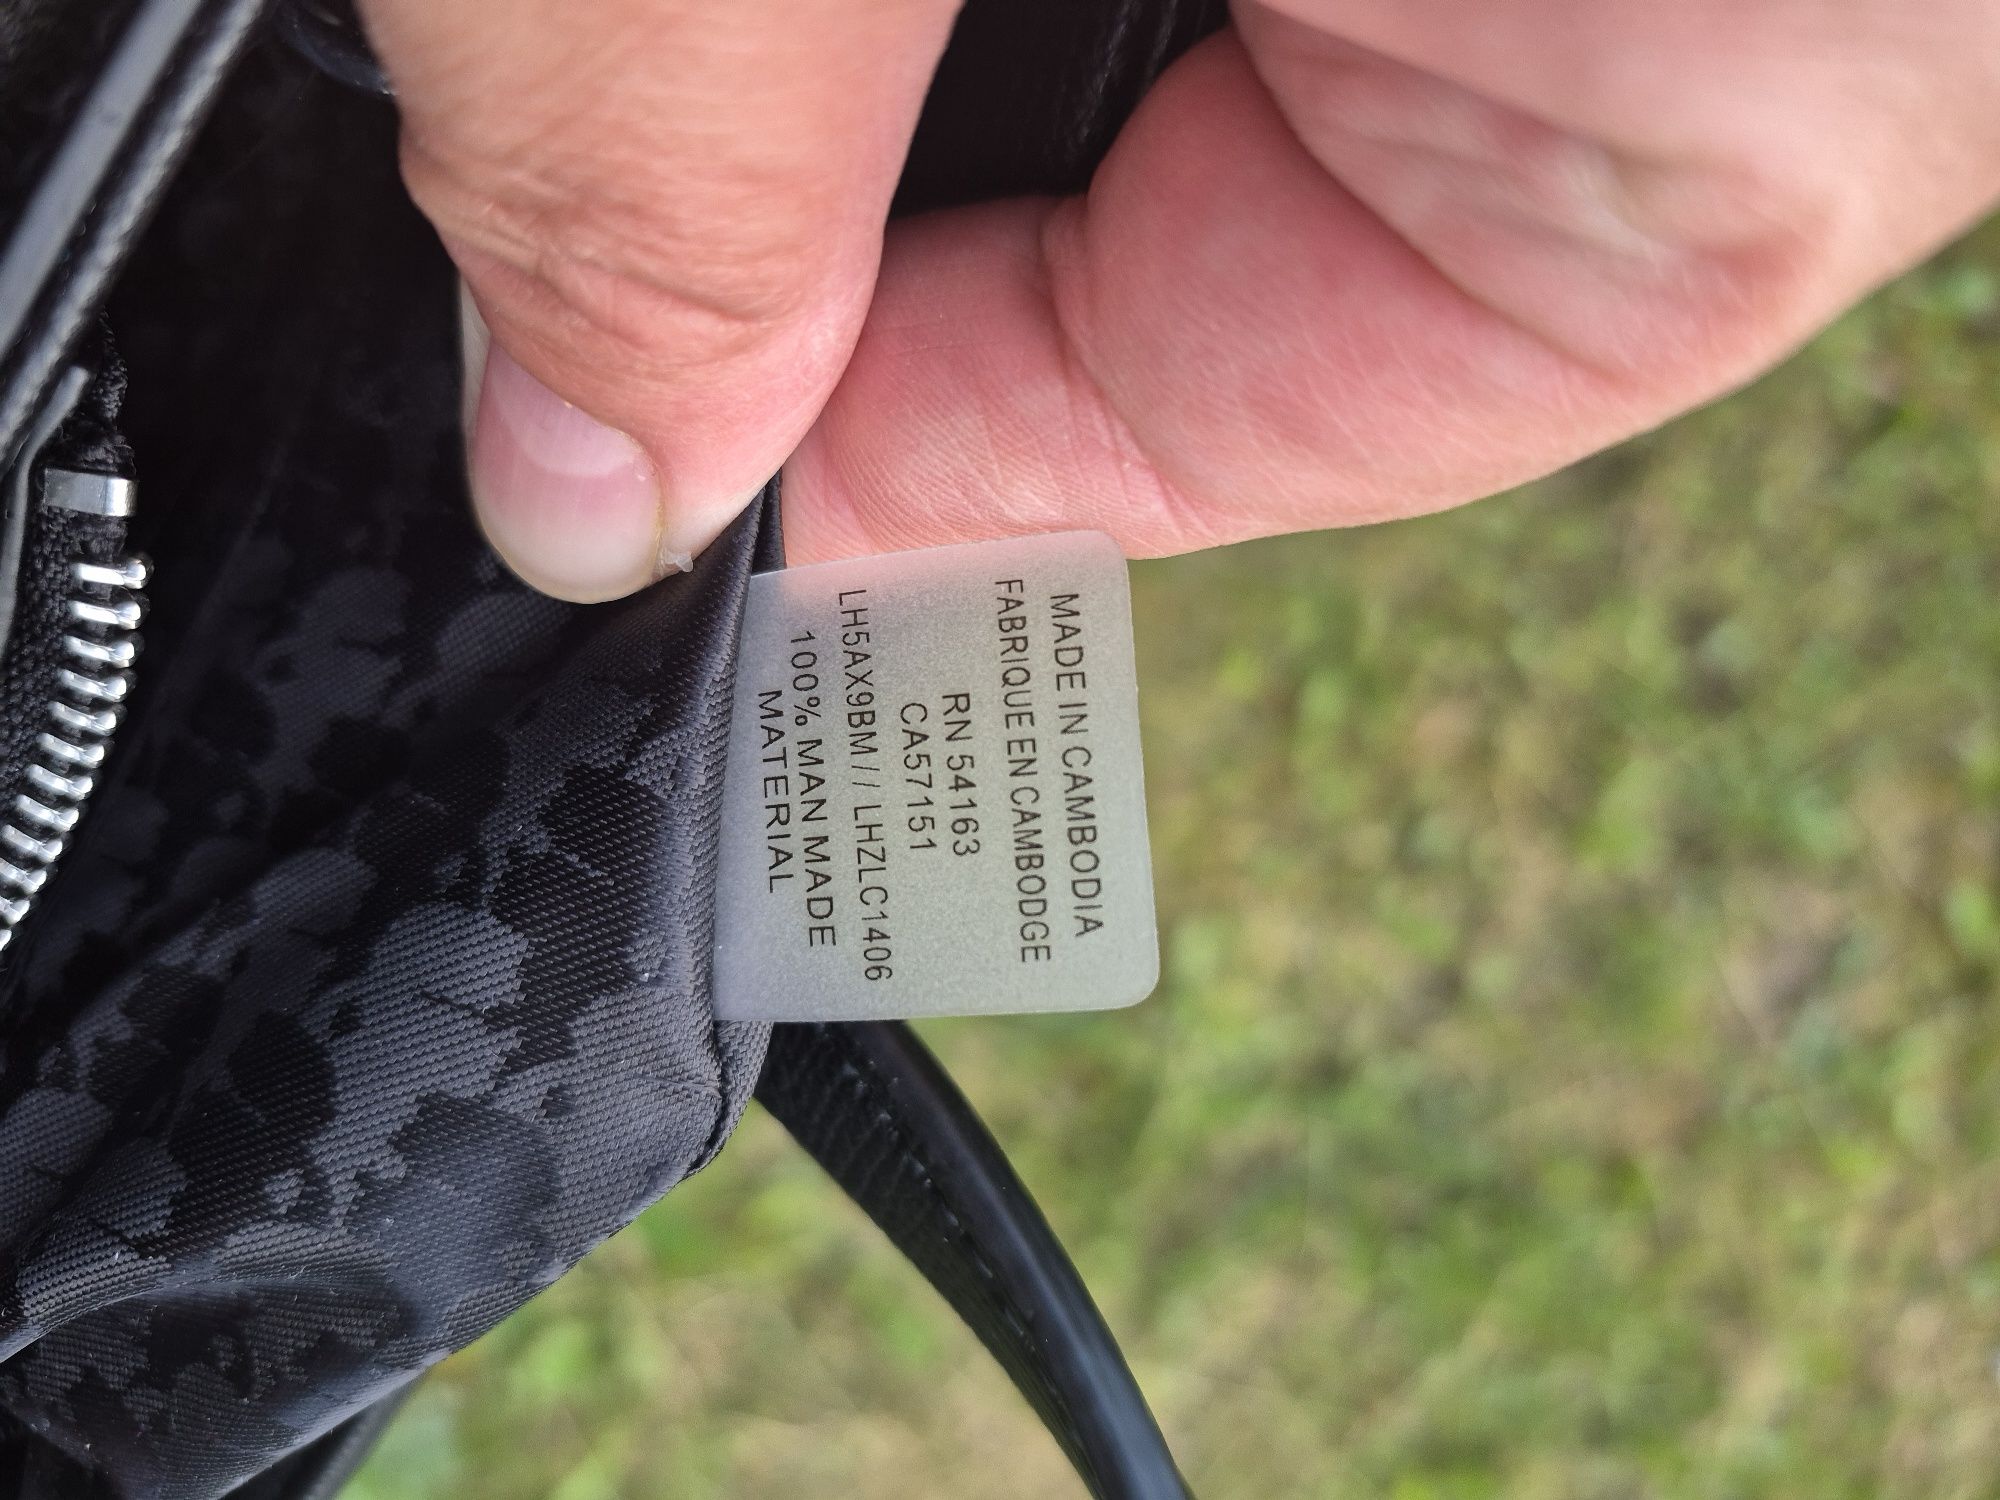 MADE IN CAMBODIA
FABRIQUE EN CAMBODGE
RN 54163
CA57151
LH5AX9BM// LHZLC1406
100% MAN MADE
MATERIAL